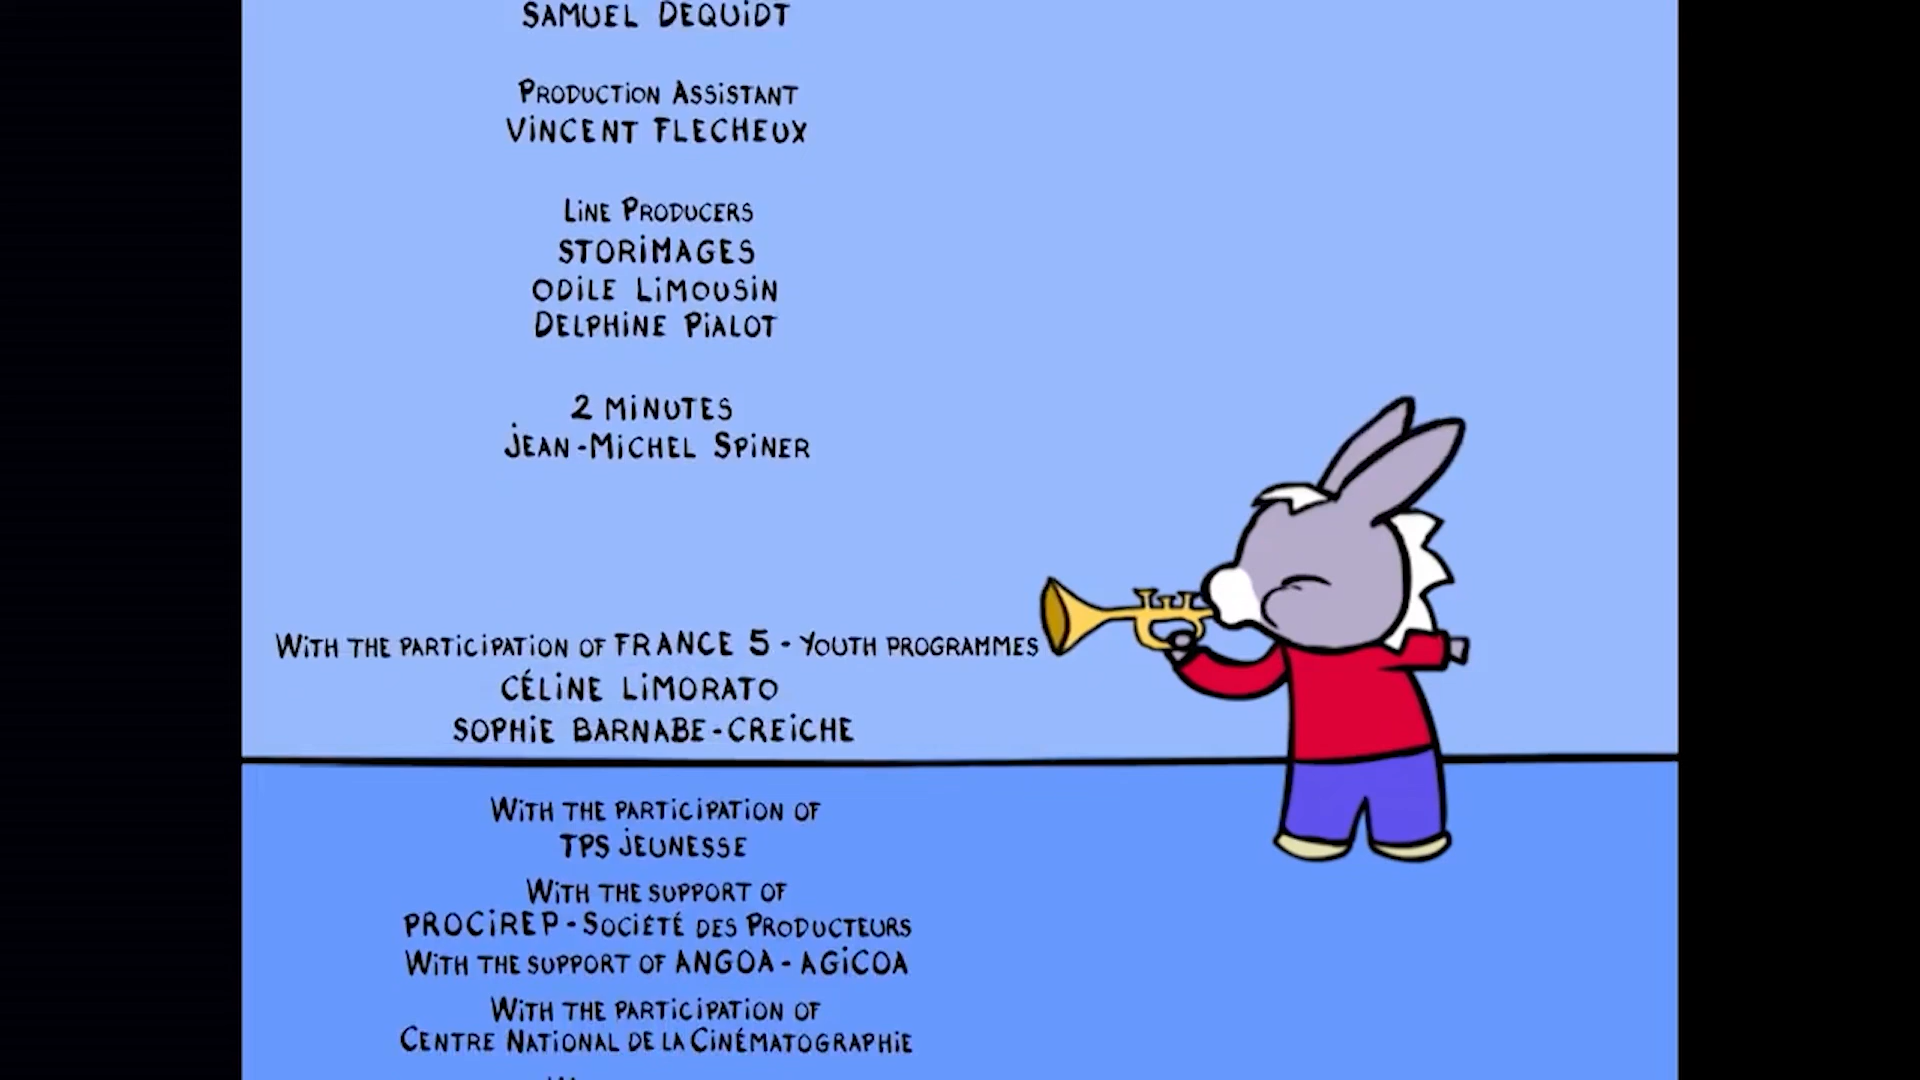 SAMUEL DEQUIDT
PRODUCTION ASSISTANT
VINCENT FLECHEUX
LINE PRODUCERS
STORIMAGES
ODILE LIMOUSIN
DELPHINE PIALOT
2 MINUTES
JEAN-MICHEL SPINER
WITH THE PARTICIPATION OF FRANCE 5 - YOUTH PROGRAMMES
CÉLINE LIMORATO
SOPHIE BARNABE-CREICHE
WITH THE PARTICIPATION OF
TPS JEUNESSE
WITH THE SUPPORT OF
PROCIREP - SOCIÉTÉ DES PRODUCTEURS
WITH THE SUPPORT OF ANGOA - AGICOA
WITH THE PARTICIPATION OF
CENTRE NATIONAL DE LA CINÉMATOGRAPHIE